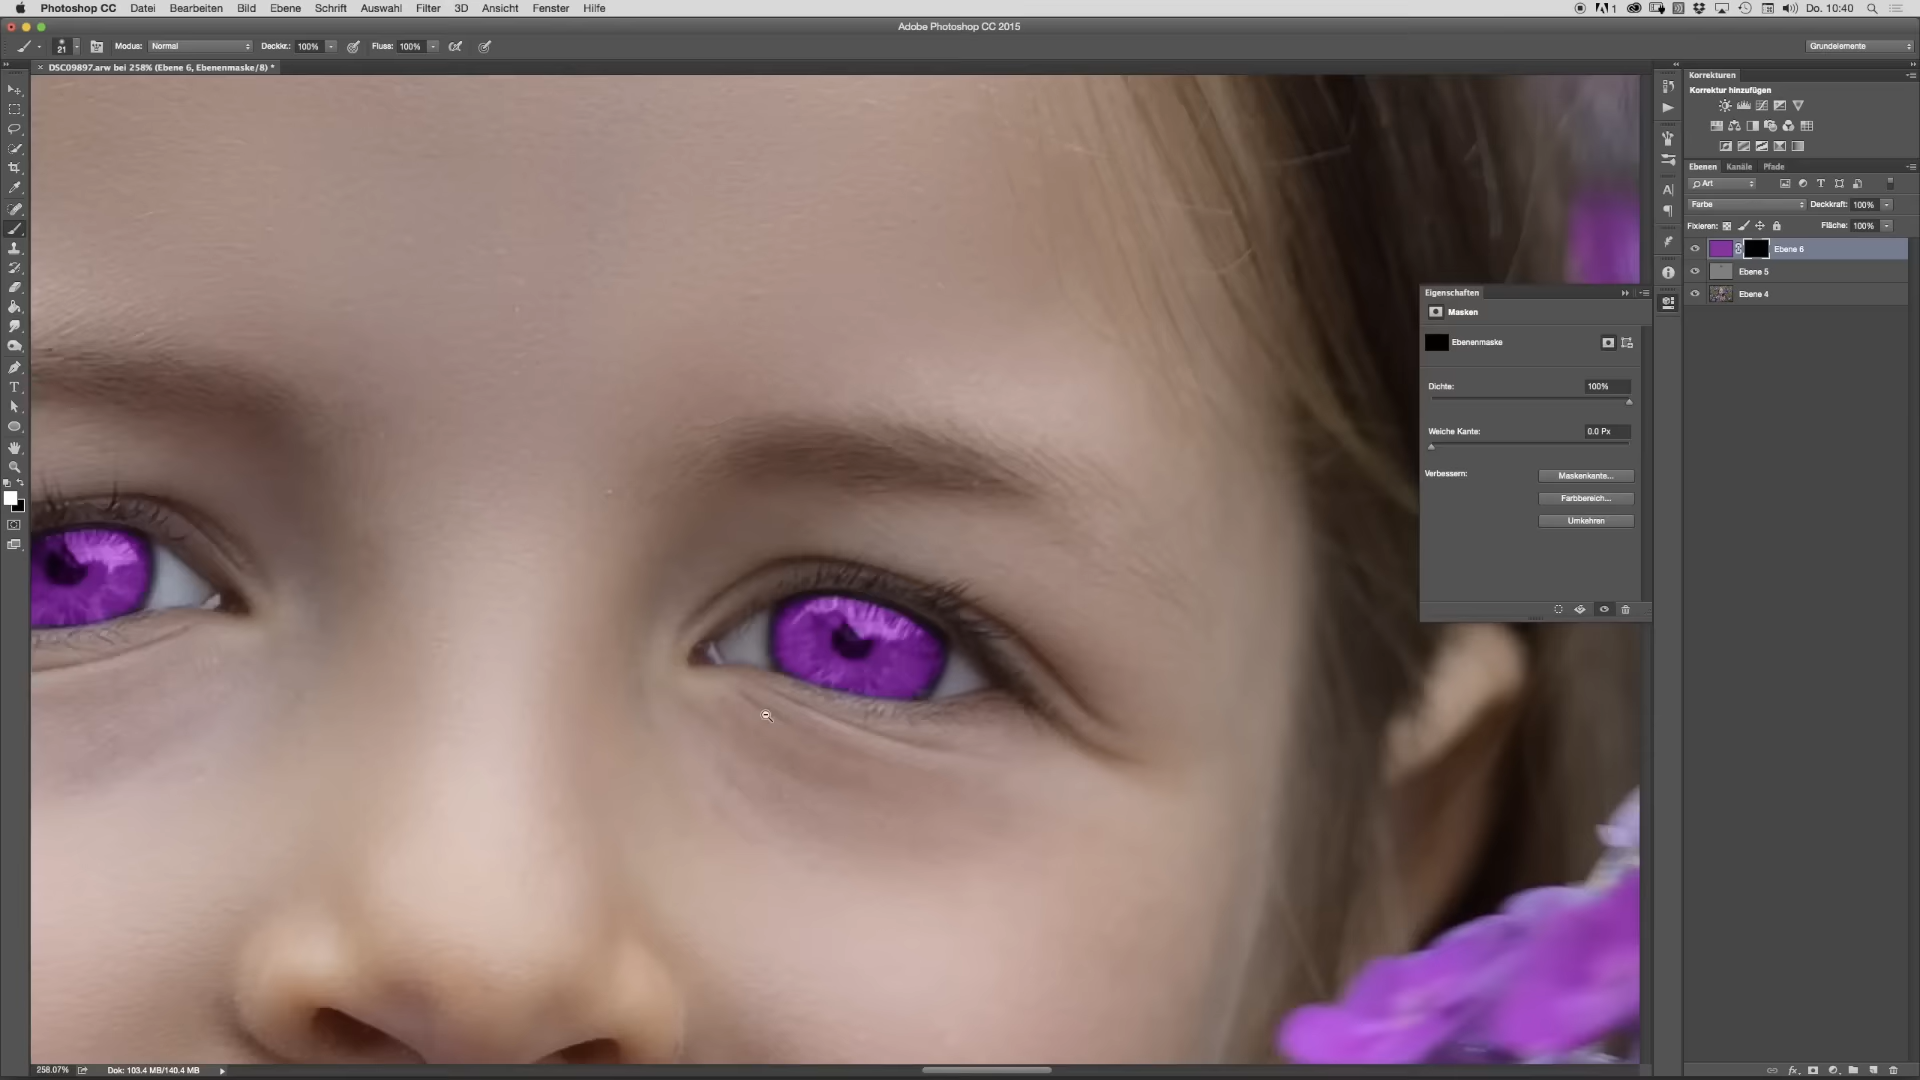 Photoshop CC Datei Bearbeiten Bild Ebene Schrift Auswahl Filter 3D Ansicht Fenster Hilfe 1 Do. 10:40
Adobe Photoshop CC 2015
21 Modus: Normal Deckkr.: 100% Fluss: 100% Grundelemente
DSC09897.arw bei 258% (Ebene 6, Ebenenmaske/8) *
Korrekturen
Korrektur hinzufügen
Ebenen Kanäle Pfade
Art
Farbe Deckkraft: 100%
Fixieren: Fläche: 100%
Ebene 6
Ebene 5
Ebene 4
Eigenschaften
Masken
Ebenenmaske
Dichte: 100%
Weiche Kante: 0.0 Px
Verbessern: Maskenkante...
Farbbereich...
Umkehren
258.07% Dok: 103.4 MB/140.4 MB